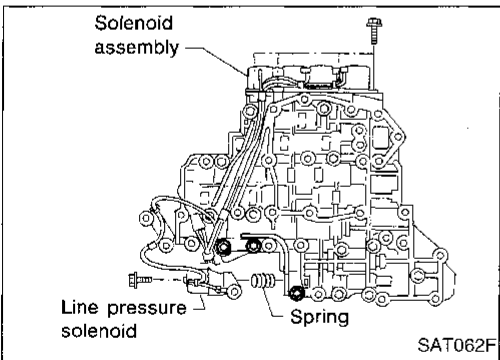 Solenoid
assembly
Line pressure
solenoid
Spring
SAT062F